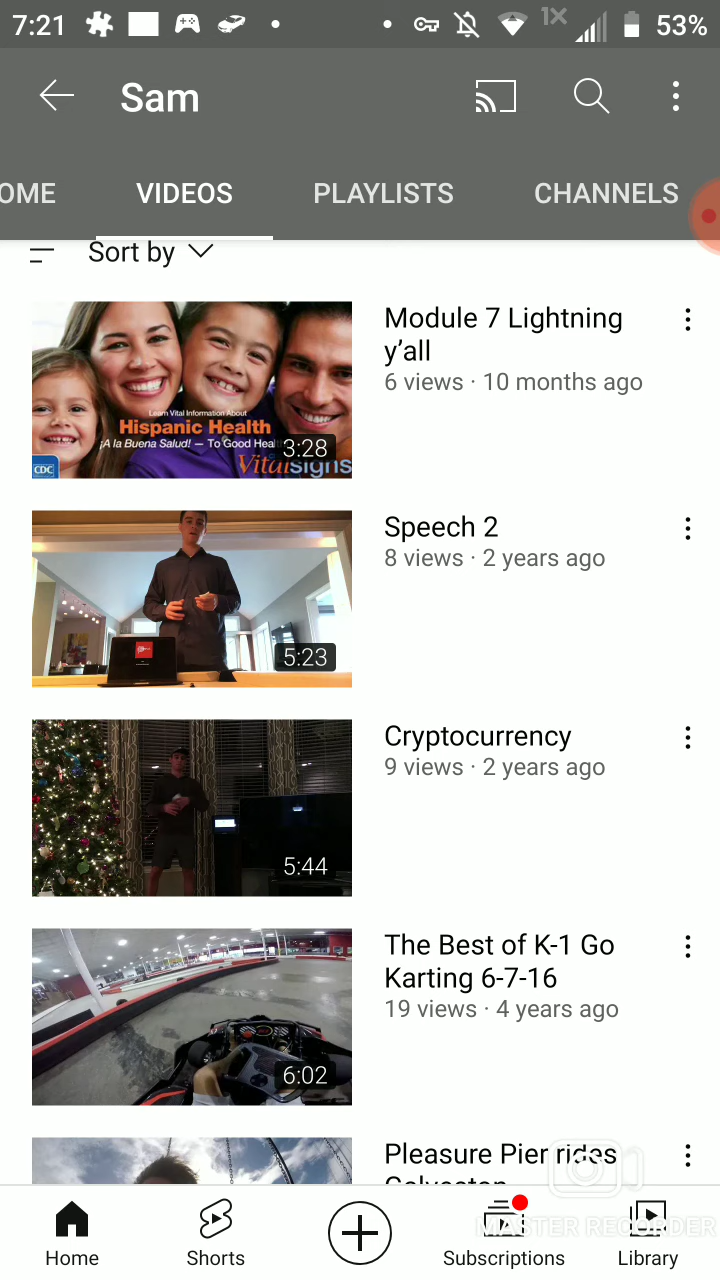 7:21
1X
53%
Sam
OME
VIDEOS
PLAYLISTS
CHANNELS
Sort by
Learn Vital Information About
Hispanic Health
¡A la Buena Salud! – To Good Heal
Vitalsigns
CDC
3:28
Module 7 Lightning
y’all
6 views · 10 months ago
5:23
Speech 2
8 views · 2 years ago
5:44
Cryptocurrency
9 views · 2 years ago
6:02
The Best of K-1 Go
Karting 6-7-16
19 views · 4 years ago
Pleasure Pier rides
Galveston
MASTER RECORDER
Home
Shorts
Subscriptions
Library